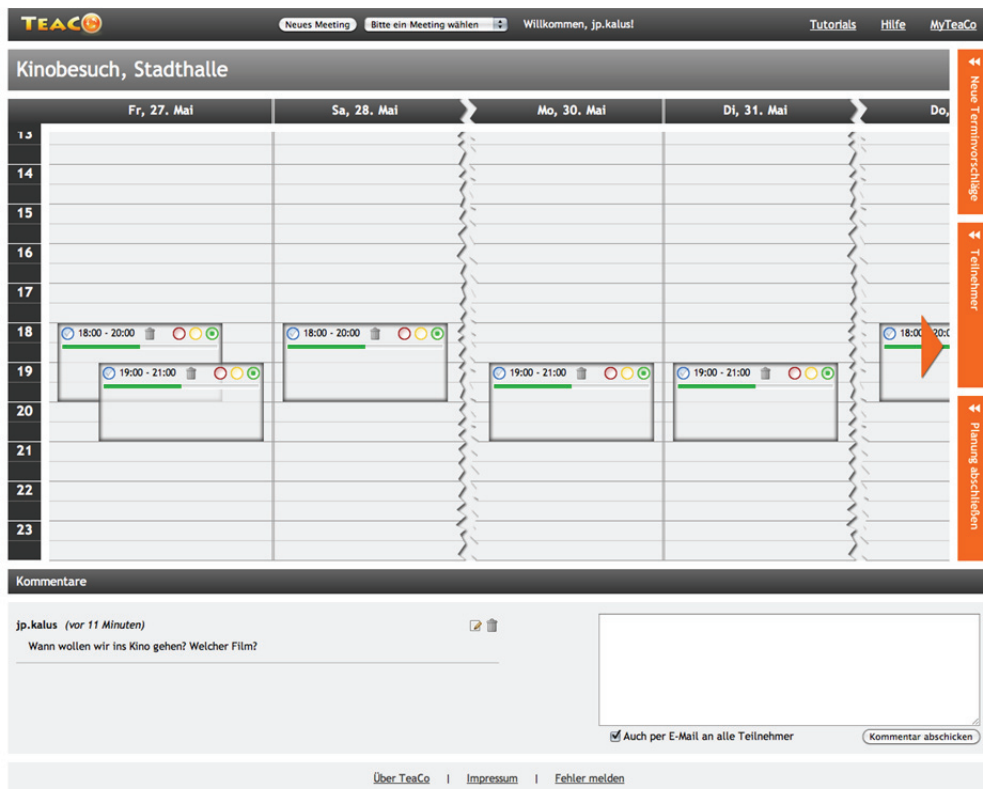 TEACO
Neues Meeting Bitte ein Meeting wählen Willkommen, jp.kalus! Tutorials Hilfe MyTeaCo
Kinobesuch, Stadthalle
Fr, 27. Mai Sa, 28. Mai Mo, 30. Mai Di, 31. Mai Do,
13
14
15
16
17
18 18:00 - 20:00 18:00 - 20:00 18:00 20:0
19 19:00 - 21:00 19:00 - 21:00 19:00 - 21:00
20
21
22
23
Neue Terminvorschläge
Teilnehmer
Planung abschließen
Kommentare
jp.kalus (vor 11 Minuten)
Wann wollen wir ins Kino gehen? Welcher Film?
Auch per E-Mail an alle Teilnehmer Kommentar abschicken
Über TeaCo | Impressum | Fehler melden